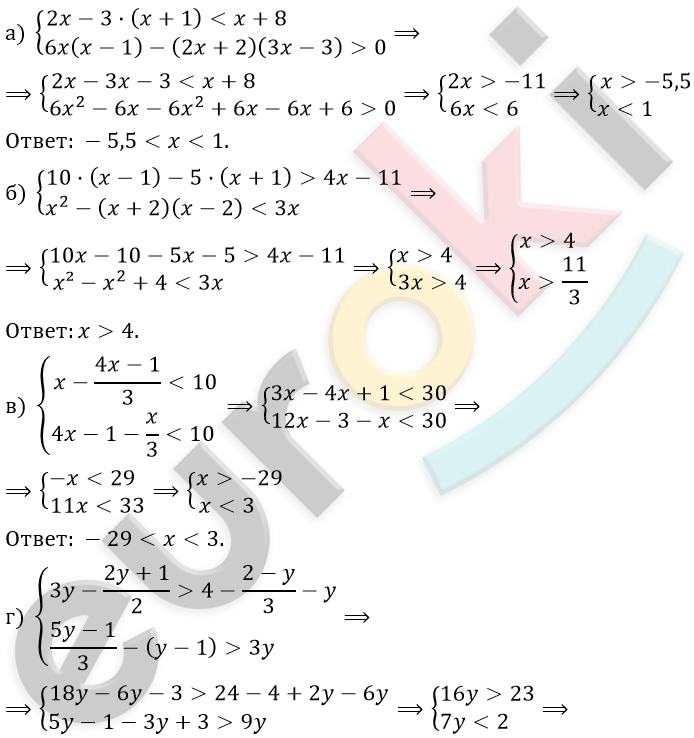 а) {2x − 3 · (x + 1) < x + 8
{6x(x − 1) − (2x + 2)(3x − 3) > 0 ⟹
⟹ {2x − 3x − 3 < x + 8
{6x² − 6x − 6x² + 6x − 6x + 6 > 0 ⟹ {2x > −11
{6x < 6 ⟹ {x > −5,5
{x < 1
Ответ: − 5,5 < x < 1.
б) {10 · (x − 1) − 5 · (x + 1) > 4x − 11
{x² − (x + 2)(x − 2) < 3x ⟹
⟹ {10x − 10 − 5x − 5 > 4x − 11
{x² − x² + 4 < 3x ⟹ {x > 4
{3x > 4 ⟹ {x > 4
{x > 11/3
Ответ: x > 4.
в) {x − (4x − 1)/3 < 10
{4x − 1 − x/3 < 10 ⟹ {3x − 4x + 1 < 30
{12x − 3 − x < 30 ⟹
⟹ {−x < 29
{11x < 33 ⟹ {x > −29
{x < 3
Ответ: − 29 < x < 3.
г) {3y − (2y + 1)/2 > 4 − (2 − y)/3 − y
{(5y − 1)/3 − (y − 1) > 3y ⟹
⟹ {18y − 6y − 3 > 24 − 4 + 2y − 6y
{5y − 1 − 3y + 3 > 9y ⟹ {16y > 23
{7y < 2 ⟹
euroki